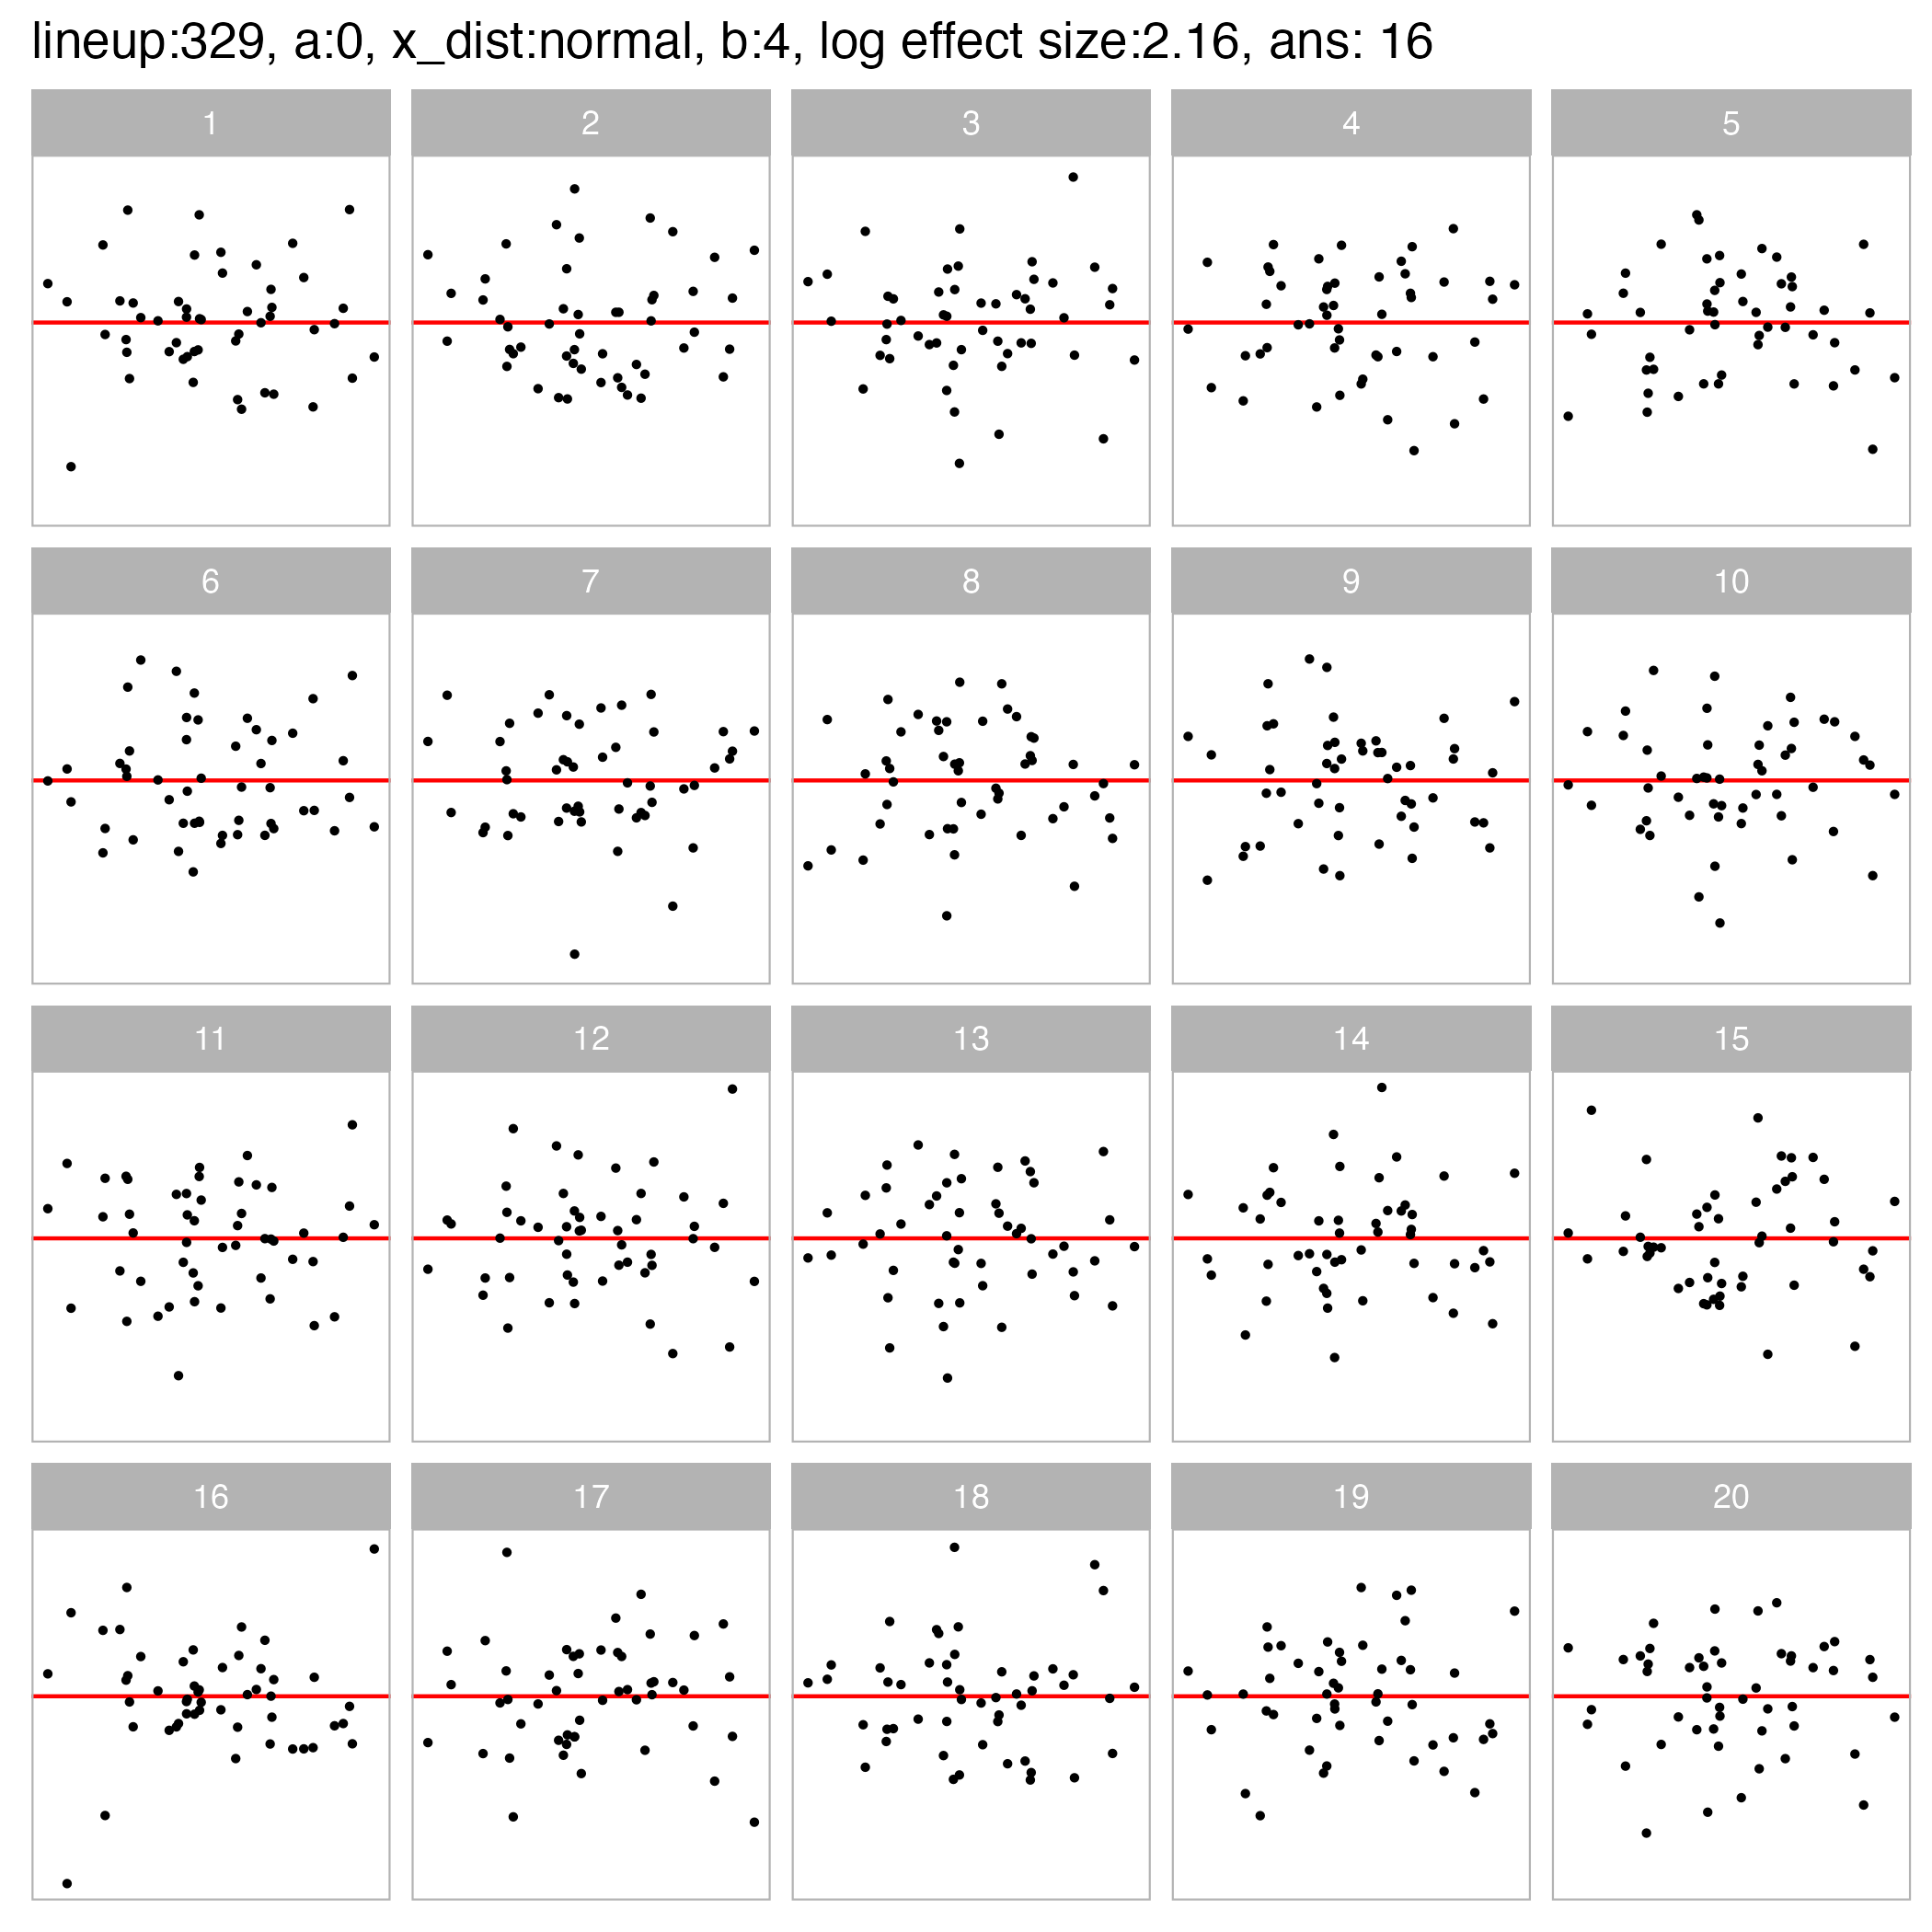 lineup:329, a:0, x_dist:normal, b:4, log effect size:2.16, ans: 16
1 2 3 4 5
6 7 8 9 10
11 12 13 14 15
16 17 18 19 20